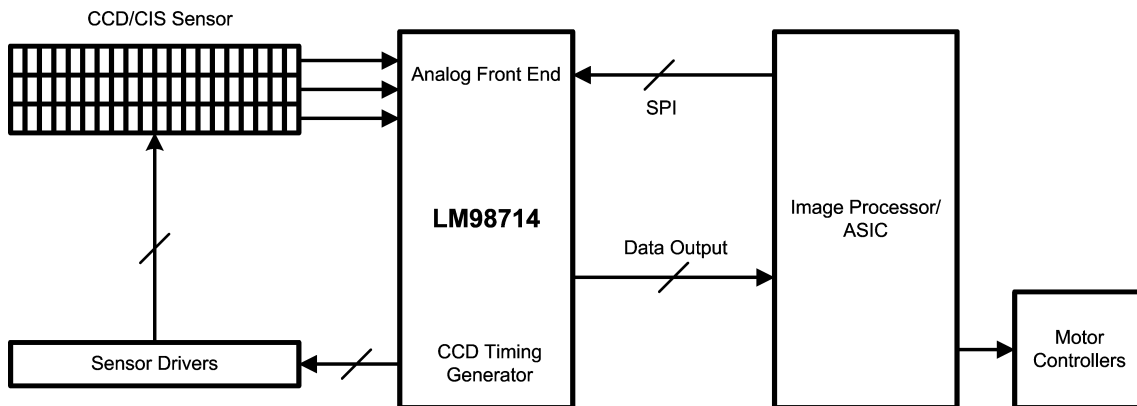 CCD/CIS Sensor
Analog Front End
SPI
LM98714
Image Processor/
ASIC
Data Output
Sensor Drivers
CCD Timing
Generator
Motor
Controllers